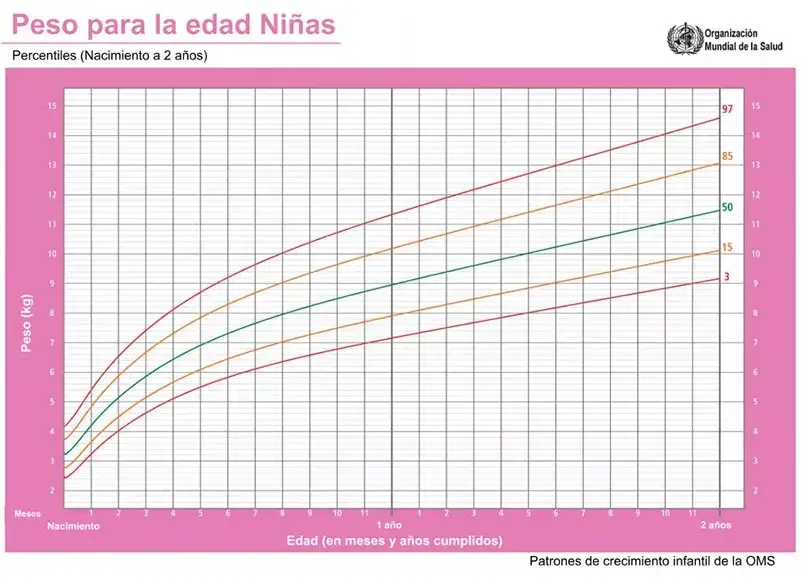 Peso para la edad Niñas
Percentiles (Nacimiento a 2 años)
Organización
Mundial de la Salud
97
85
50
15
3
15 15
14 14
13 13
12 12
11 11
10 10
9 9
8 8
7 7
6 6
5 5
4 4
3 3
2 2
Peso (kg)
Meses 1 2 3 4 5 6 7 8 9 10 11 1 2 3 4 5 6 7 8 9 10 11
Nacimiento 1 año 2 años
Edad (en meses y años cumplidos)
Patrones de crecimiento infantil de la OMS